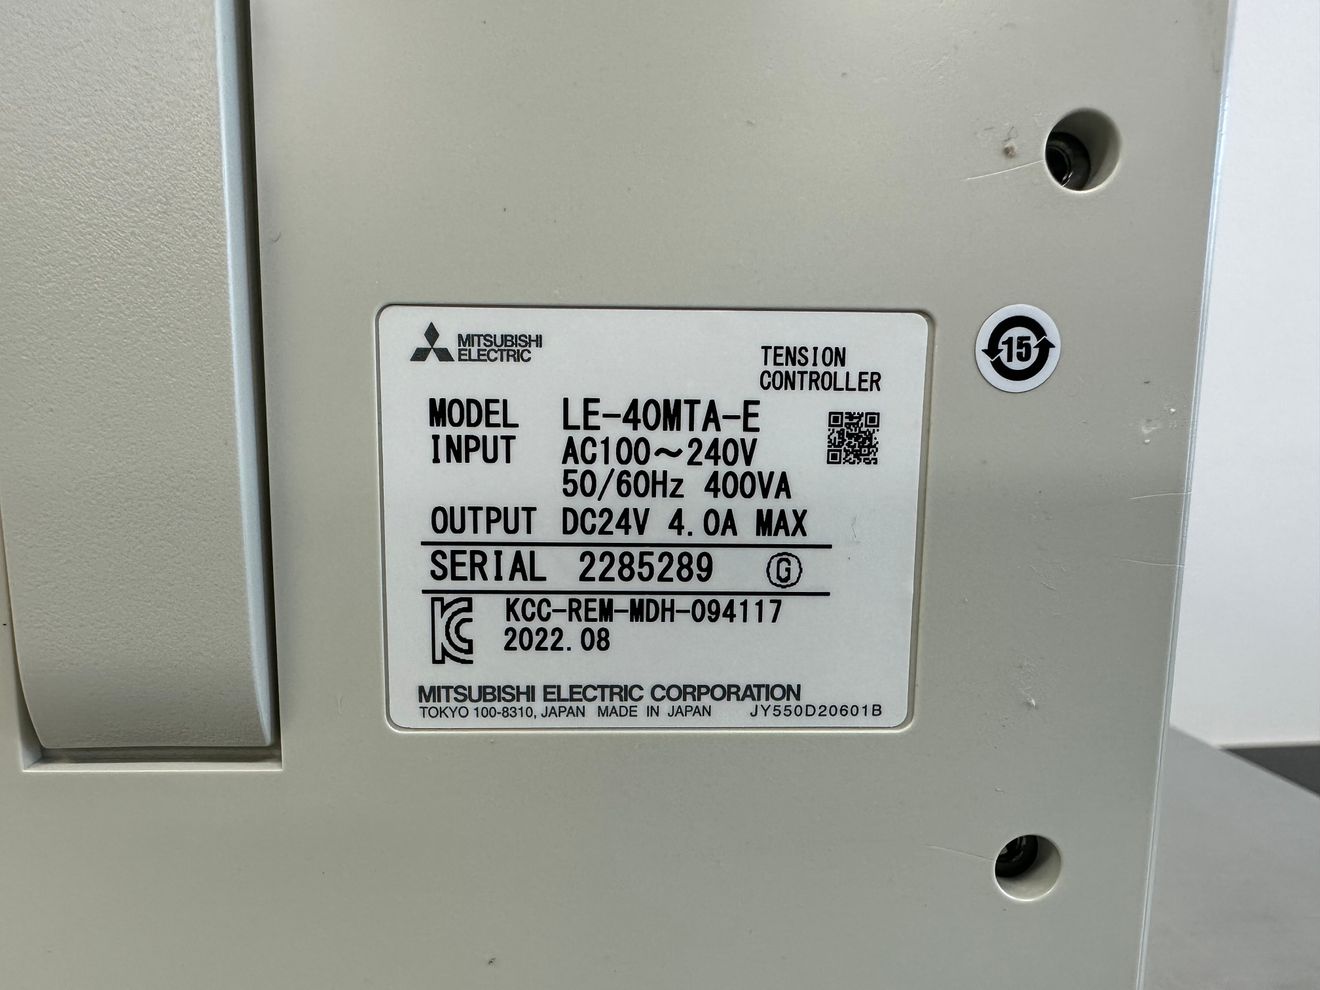 MITSUBISHI
ELECTRIC
TENSION
CONTROLLER
MODEL LE-40MTA-E
INPUT AC100～240V
50/60Hz 400VA
OUTPUT DC24V 4.0A MAX
SERIAL 2285289 G
KC KCC-REM-MDH-094117
2022.08
MITSUBISHI ELECTRIC CORPORATION
TOKYO 100-8310, JAPAN MADE IN JAPAN JY550D20601B
15